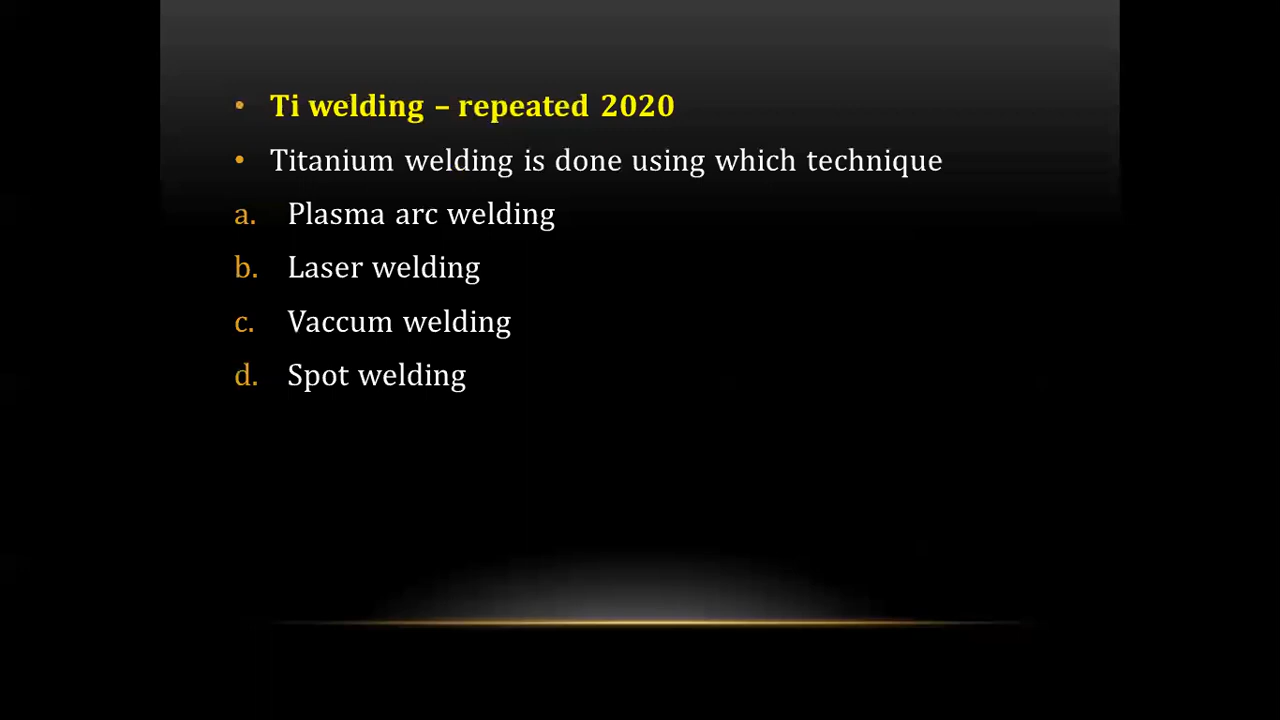 • Ti welding – repeated 2020
• Titanium welding is done using which technique
a. Plasma arc welding
b. Laser welding
c. Vaccum welding
d. Spot welding